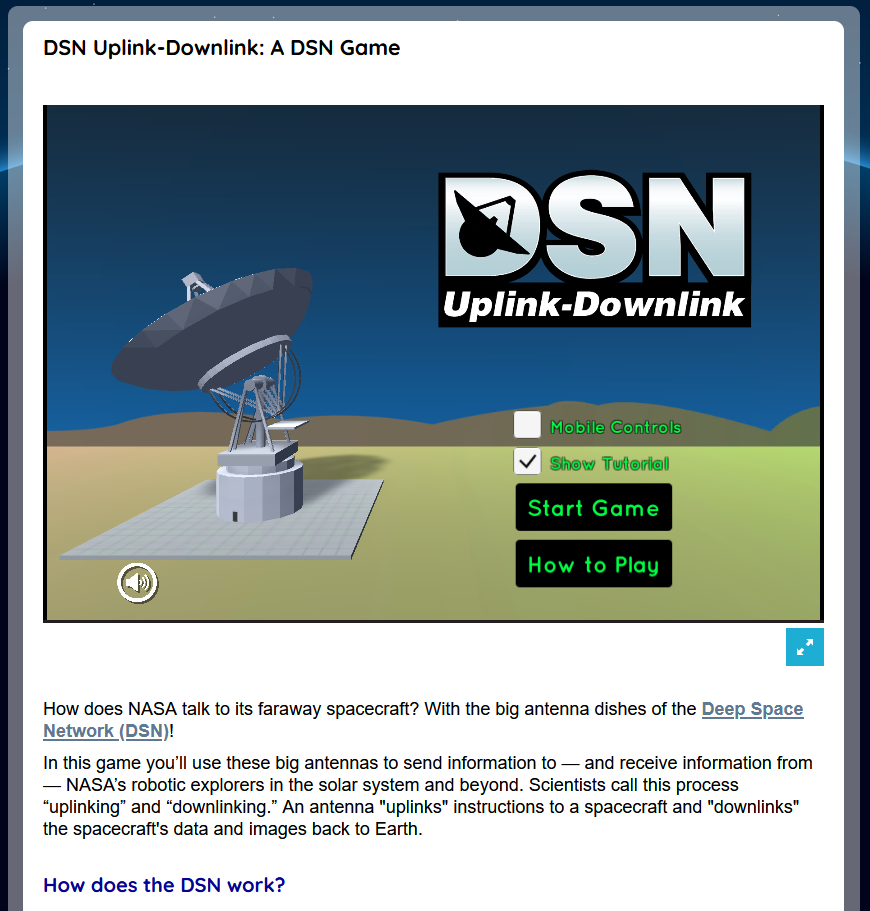 DSN Uplink-Downlink: A DSN Game
DSN
Uplink-Downlink
Mobile Controls
Show Tutorial
Start Game
How to Play
How does NASA talk to its faraway spacecraft? With the big antenna dishes of the Deep Space
Network (DSN)!
In this game you’ll use these big antennas to send information to — and receive information from
— NASA’s robotic explorers in the solar system and beyond. Scientists call this process
“uplinking” and “downlinking.” An antenna "uplinks" instructions to a spacecraft and "downlinks"
the spacecraft's data and images back to Earth.
How does the DSN work?